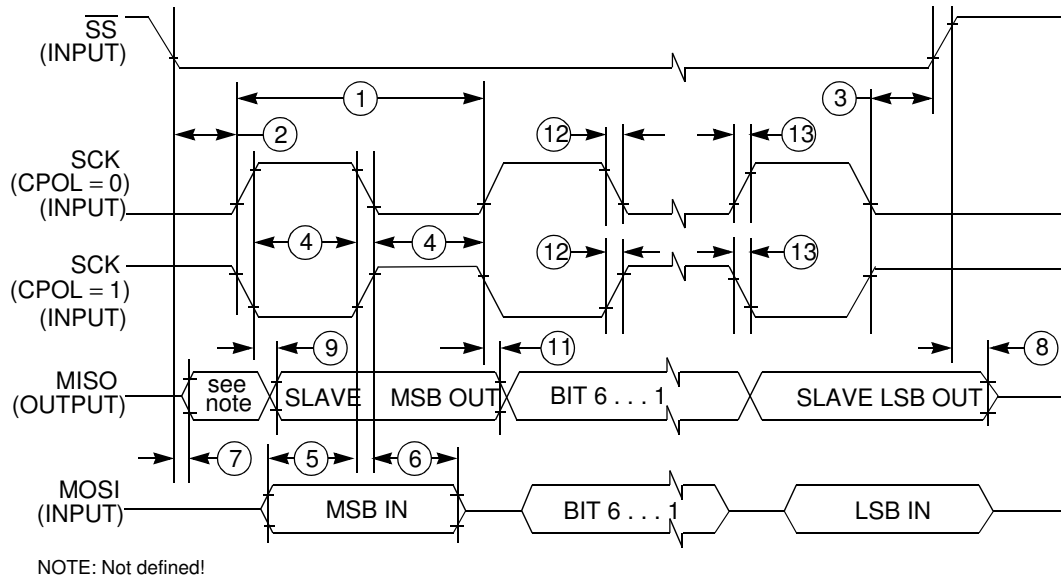 SS
(INPUT)
1
3
2
12
13
SCK
(CPOL = 0)
(INPUT)
4
4
12
13
SCK
(CPOL = 1)
(INPUT)
9
11
8
MISO
(OUTPUT)
see
note
SLAVE
MSB OUT
BIT 6 . . . 1
SLAVE LSB OUT
7
5
6
MOSI
(INPUT)
MSB IN
BIT 6 . . . 1
LSB IN
NOTE: Not defined!